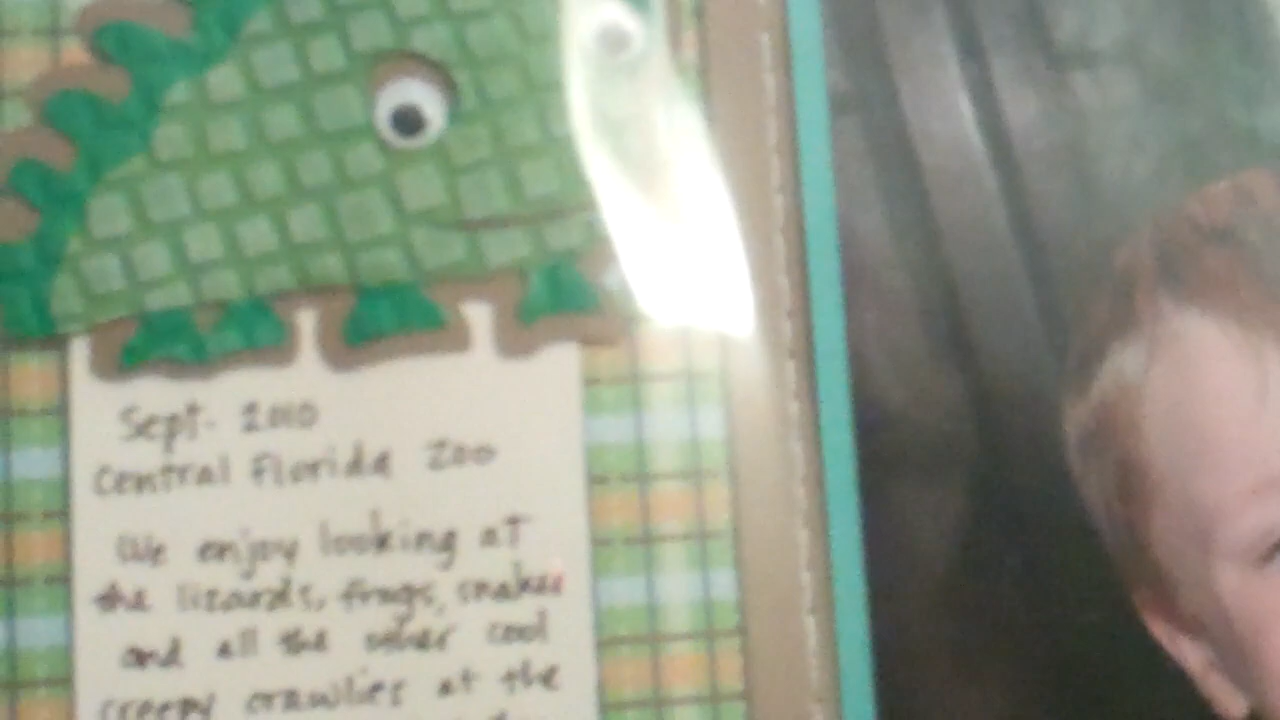 Sept. 2010
Central Florida Zoo
We enjoy looking at
the lizards, frogs, snakes
and all the other cool
creepy crawlies at the